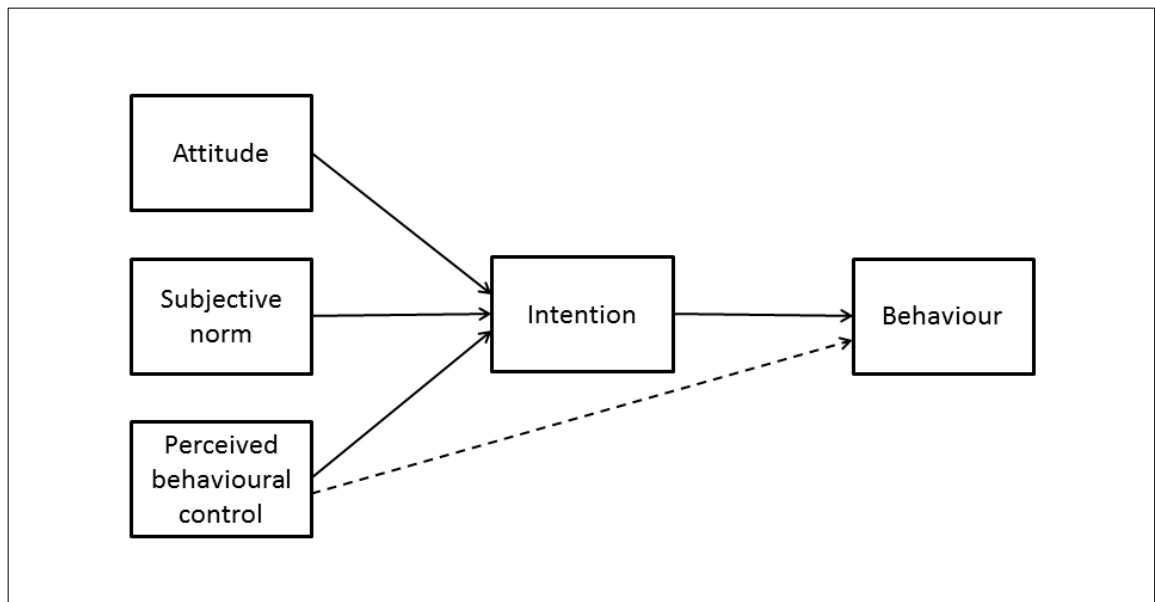 Attitude
Subjective
norm
Perceived
behavioural
control
Intention
Behaviour